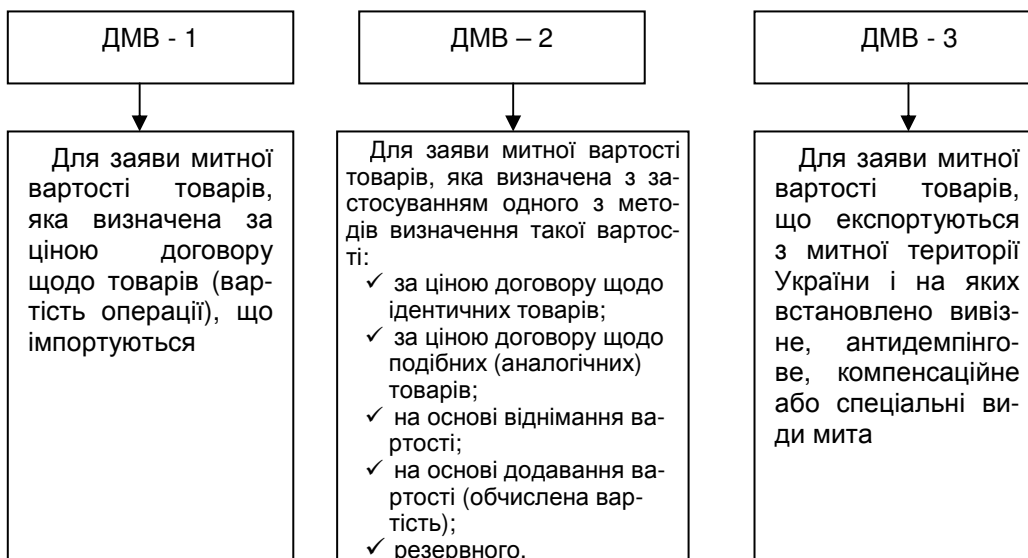 ДМВ - 1
Для заяви митної
вартості товарів,
яка визначена за
ціною договору
щодо товарів (вар-
тість операції), що
імпортуються
ДМВ – 2
Для заяви митної вартості
товарів, яка визначена з за-
стосуванням одного з мето-
дів визначення такої вартос-
ті:
✓ за ціною договору щодо
ідентичних товарів;
✓ за ціною договору щодо
подібних (аналогічних)
товарів;
✓ на основі віднімання ва-
ртості;
✓ на основі додавання ва-
ртості (обчислена вар-
тість);
✓ резервного.
ДМВ - 3
Для заяви митної
вартості товарів,
що експортуються
з митної території
України і на яких
встановлено вивіз-
не, антидемпінго-
ве, компенсаційне
або спеціальні ви-
ди мита